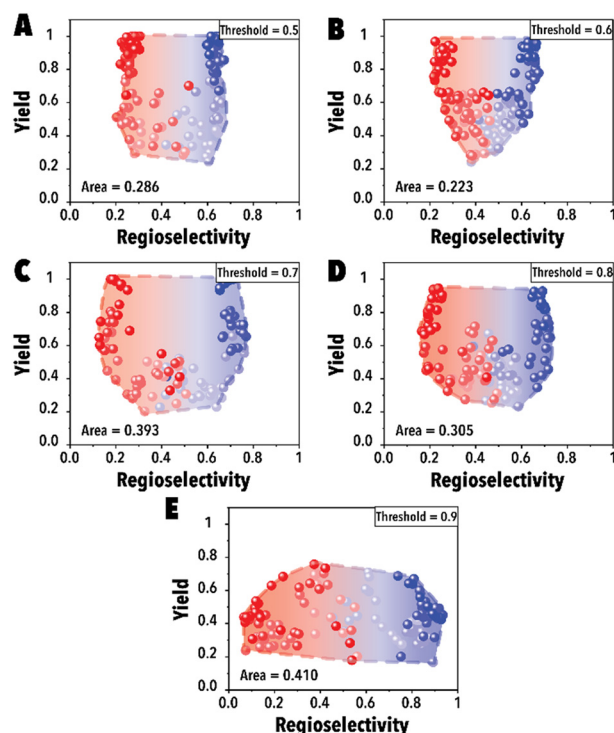 A
Threshold = 0.5
1
0.8
0.6
0.4
0.2
0.0
Yield
Area = 0.286
0.0 0.2 0.4 0.6 0.8 1
Regioselectivity
B
Threshold = 0.6
1
0.8
0.6
0.4
0.2
0.0
Yield
Area = 0.223
0.0 0.2 0.4 0.6 0.8 1
Regioselectivity
C
Threshold = 0.7
1
0.8
0.6
0.4
0.2
0.0
Yield
Area = 0.393
0.0 0.2 0.4 0.6 0.8 1
Regioselectivity
D
Threshold = 0.8
1
0.8
0.6
0.4
0.2
0.0
Yield
Area = 0.305
0.0 0.2 0.4 0.6 0.8 1
Regioselectivity
E
Threshold = 0.9
1
0.8
0.6
0.4
0.2
0.0
Yield
Area = 0.410
0.0 0.2 0.4 0.6 0.8 1
Regioselectivity